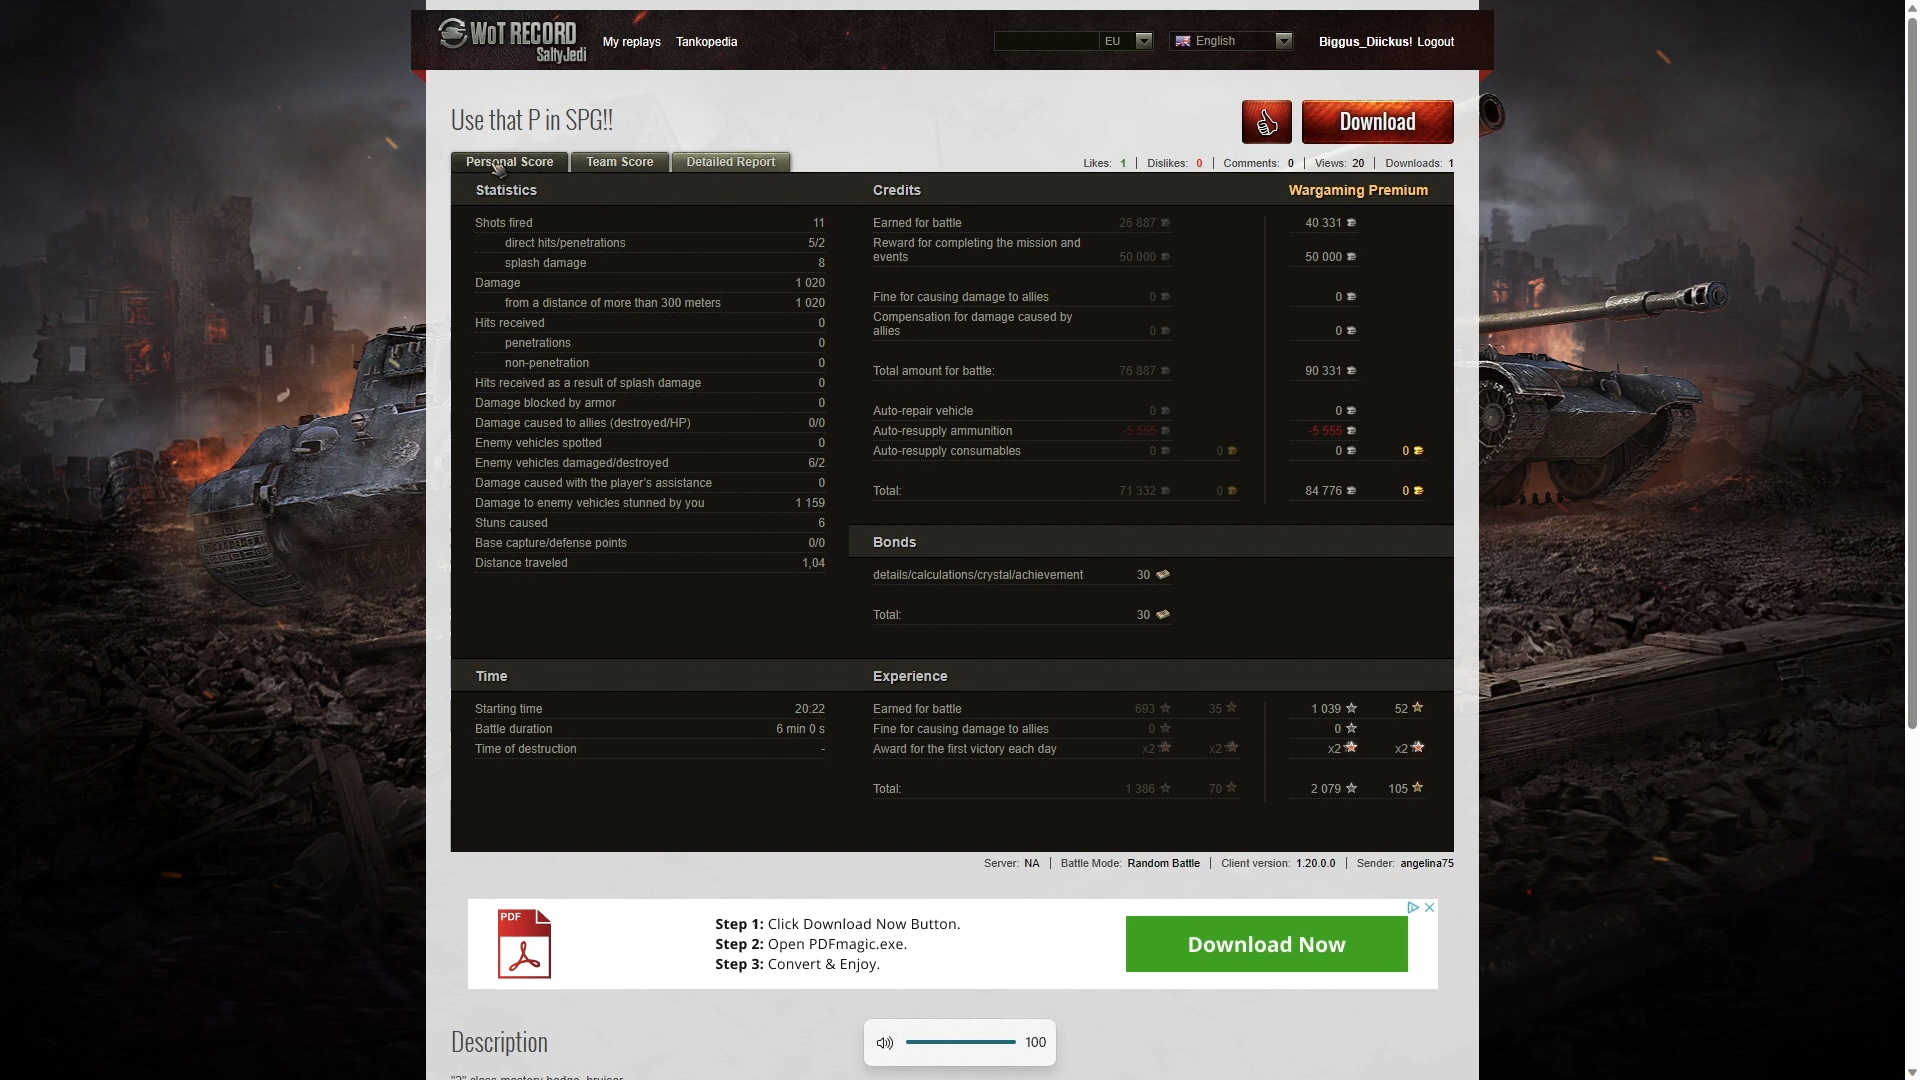 WoT RECORD
SaltyJedi
My replays
Tankopedia
EU
English
Biggus_Diickus! Logout
Use that P in SPG!!
Download
Personal Score
Team Score
Detailed Report
Likes: 1 | Dislikes: 0 | Comments: 0 | Views: 20 | Downloads: 1
Statistics
Shots fired 11
direct hits/penetrations 5/2
splash damage 8
Damage 1 020
from a distance of more than 300 meters 1 020
Hits received 0
penetrations 0
non-penetration 0
Hits received as a result of splash damage 0
Damage blocked by armor 0
Damage caused to allies (destroyed/HP) 0/0
Enemy vehicles spotted 0
Enemy vehicles damaged/destroyed 6/2
Damage caused with the player's assistance 0
Damage to enemy vehicles stunned by you 1 159
Stuns caused 6
Base capture/defense points 0/0
Distance traveled 1,04
Credits
Wargaming Premium
Earned for battle 26 887 40 331
Reward for completing the mission and
events 50 000 50 000
Fine for causing damage to allies 0 0
Compensation for damage caused by
allies 0 0
Total amount for battle: 76 887 90 331
Auto-repair vehicle 0 0
Auto-resupply ammunition -5 555 -5 555
Auto-resupply consumables 0 0 0 0
Total: 71 332 0 84 776 0
Bonds
details/calculations/crystal/achievement 30
Total: 30
Time
Starting time 20:22
Battle duration 6 min 0 s
Time of destruction -
Experience
Earned for battle 693 35 1 039 52
Fine for causing damage to allies 0 0
Award for the first victory each day x2 x2 x2 x2
Total: 1 386 70 2 079 105
Server: NA | Battle Mode: Random Battle | Client version: 1.20.0.0 | Sender: angelina75
PDF
Step 1: Click Download Now Button.
Step 2: Open PDFmagic.exe.
Step 3: Convert & Enjoy.
Download Now
Description
100